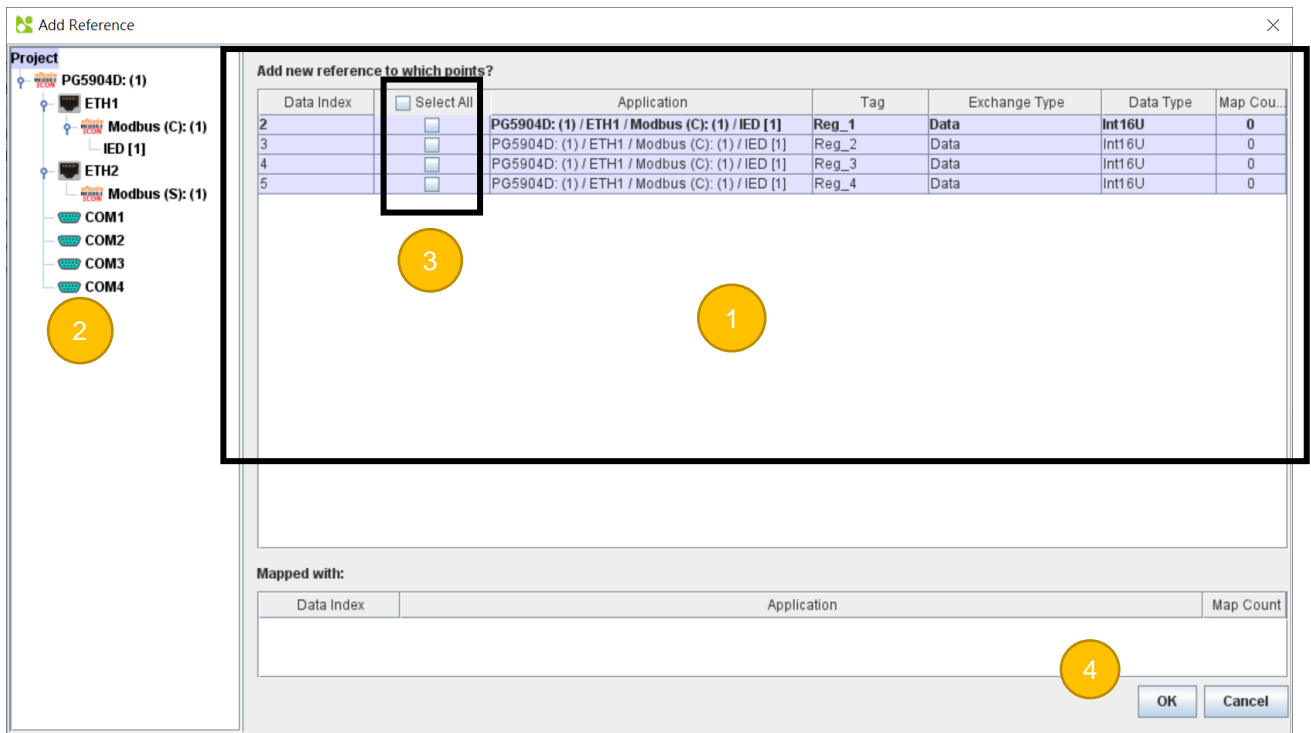 Add Reference
Project
PG5904D: (1)
ETH1
Modbus (C): (1)
IED [1]
ETH2
Modbus (S): (1)
COM1
COM2
COM3
COM4
2
Add new reference to which points?
Data Index Select All Application Tag Exchange Type Data Type Map Cou...
2 PG5904D: (1) / ETH1 / Modbus (C): (1) / IED [1] Reg_1 Data Int16U 0
3 PG5904D: (1) / ETH1 / Modbus (C): (1) / IED [1] Reg_2 Data Int16U 0
4 PG5904D: (1) / ETH1 / Modbus (C): (1) / IED [1] Reg_3 Data Int16U 0
5 PG5904D: (1) / ETH1 / Modbus (C): (1) / IED [1] Reg_4 Data Int16U 0
3
1
Mapped with:
Data Index Application Map Count
4
OK Cancel